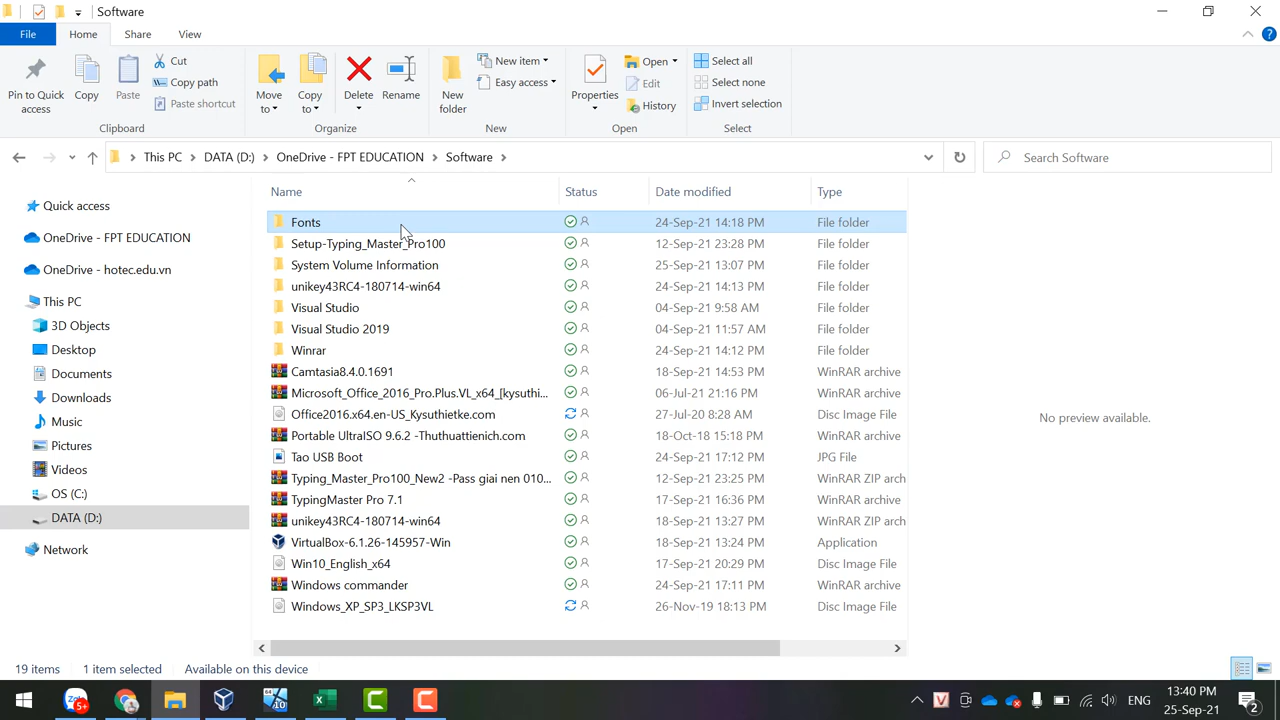 Software
File Home Share View
Pin to Quick access
Copy
Paste
Cut
Copy path
Paste shortcut
Move to
Copy to
Delete
Rename
New folder
New item
Easy access
Properties
Open
Edit
History
Select all
Select none
Invert selection
Clipboard Organize New Open Select
This PC DATA (D:) OneDrive - FPT EDUCATION Software
Search Software
Quick access
OneDrive - FPT EDUCATION
OneDrive - hotec.edu.vn
This PC
3D Objects
Desktop
Documents
Downloads
Music
Pictures
Videos
OS (C:)
DATA (D:)
Network
Name Status Date modified Type
Fonts 24-Sep-21 14:18 PM File folder
Setup-Typing_Master_Pro100 12-Sep-21 23:28 PM File folder
System Volume Information 25-Sep-21 13:07 PM File folder
unikey43RC4-180714-win64 24-Sep-21 14:13 PM File folder
Visual Studio 04-Sep-21 9:58 AM File folder
Visual Studio 2019 04-Sep-21 11:57 AM File folder
Winrar 24-Sep-21 14:12 PM File folder
Camtasia8.4.0.1691 18-Sep-21 14:53 PM WinRAR archive
Microsoft_Office_2016_Pro.Plus.VL_x64_[kysuthi... 06-Jul-21 21:16 PM WinRAR archive
Office2016.x64.en-US_Kysuthietke.com 27-Jul-20 8:28 AM Disc Image File
Portable UltraISO 9.6.2 -Thuthuattienich.com 18-Oct-18 15:18 PM WinRAR archive
Tao USB Boot 24-Sep-21 17:12 PM JPG File
Typing_Master_Pro100_New2 -Pass giai nen 010... 12-Sep-21 23:25 PM WinRAR ZIP arch
TypingMaster Pro 7.1 17-Sep-21 16:36 PM WinRAR archive
unikey43RC4-180714-win64 18-Sep-21 13:27 PM WinRAR ZIP arch
VirtualBox-6.1.26-145957-Win 18-Sep-21 13:24 PM Application
Win10_English_x64 17-Sep-21 20:29 PM Disc Image File
Windows commander 24-Sep-21 17:11 PM WinRAR archive
Windows_XP_SP3_LKSP3VL 26-Nov-19 18:13 PM Disc Image File
No preview available.
19 items 1 item selected Available on this device
5+
64
10
ENG
13:40 PM
25-Sep-21
2